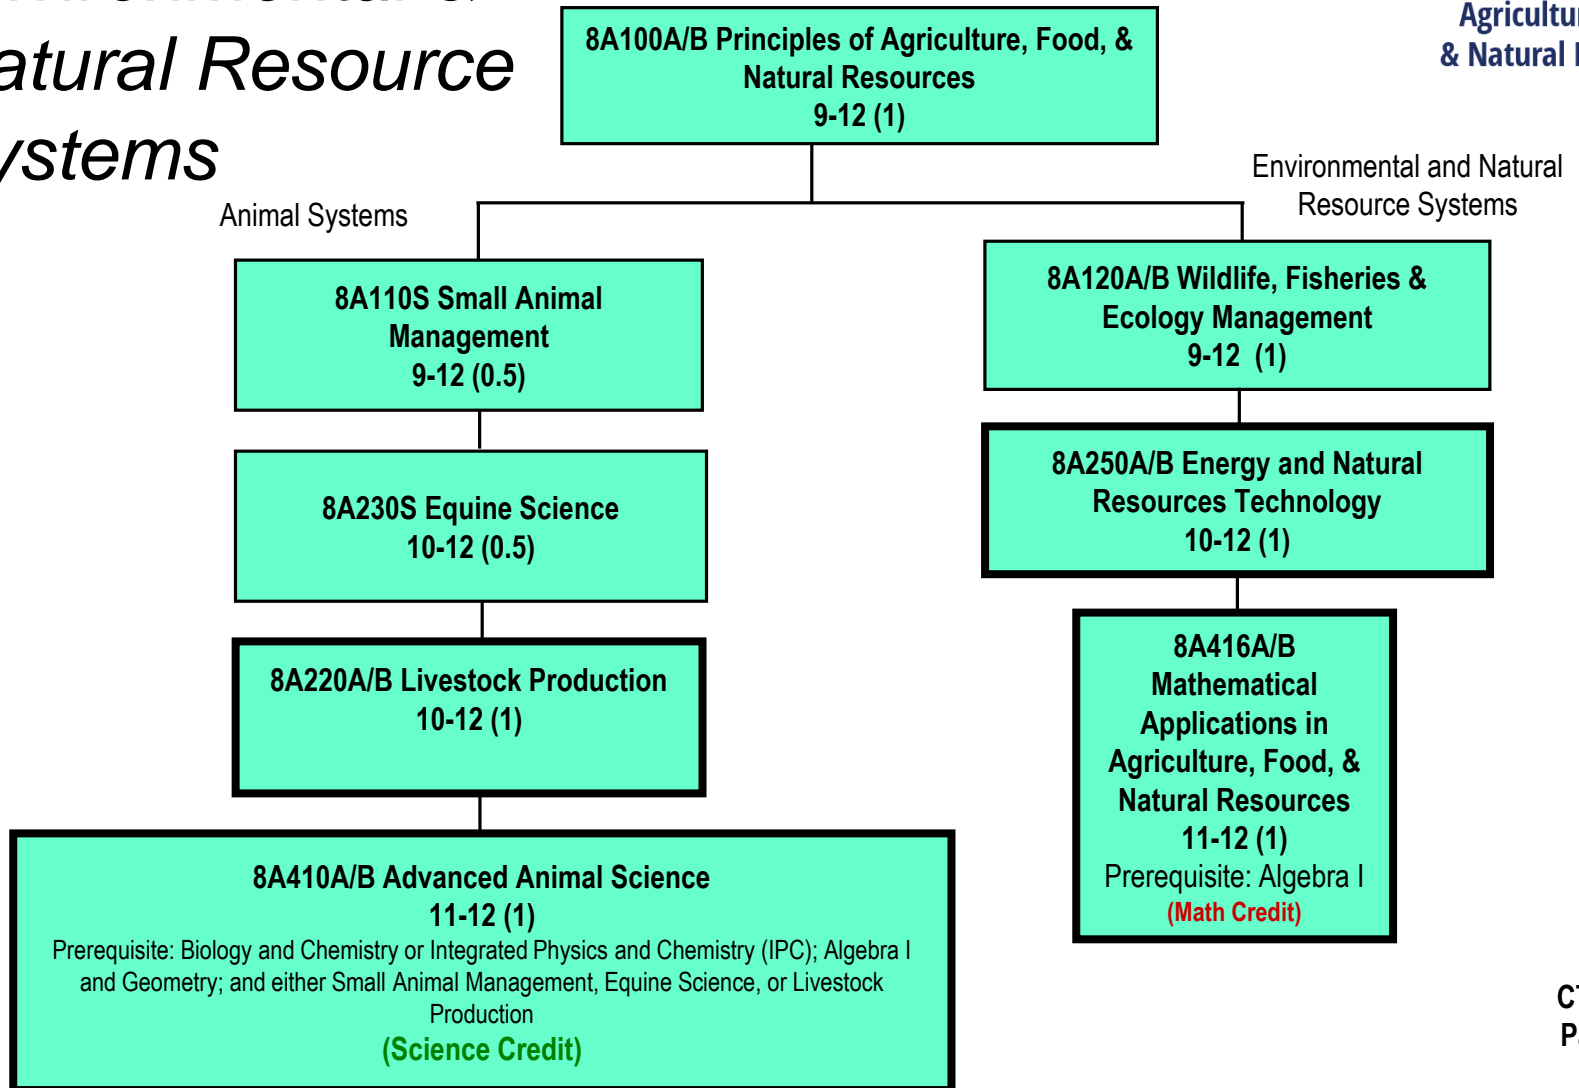 atural Resource
ystems
8A100A/B Principles of Agriculture, Food, &
Natural Resources
9-12 (1)
& Natural
Environmental and Natural
Resource Systems
Animal Systems
8A110S Small Animal
Management
9-12 (0.5)
8A120A/B Wildlife, Fisheries &
Ecology Management
9-12 (1)
8A230S Equine Science
10-12 (0.5)
8A250A/B Energy and Natural
Resources Technology
10-12 (1)
8A220A/B Livestock Production
10-12 (1)
8A416A/B
Mathematical
Applications in
Agriculture, Food, &
Natural Resources
11-12 (1)
Prerequisite: Algebra I
(Math Credit)
8A410A/B Advanced Animal Science
11-12 (1)
Prerequisite: Biology and Chemistry or Integrated Physics and Chemistry (IPC); Algebra I
and Geometry; and either Small Animal Management, Equine Science, or Livestock
Production
(Science Credit)